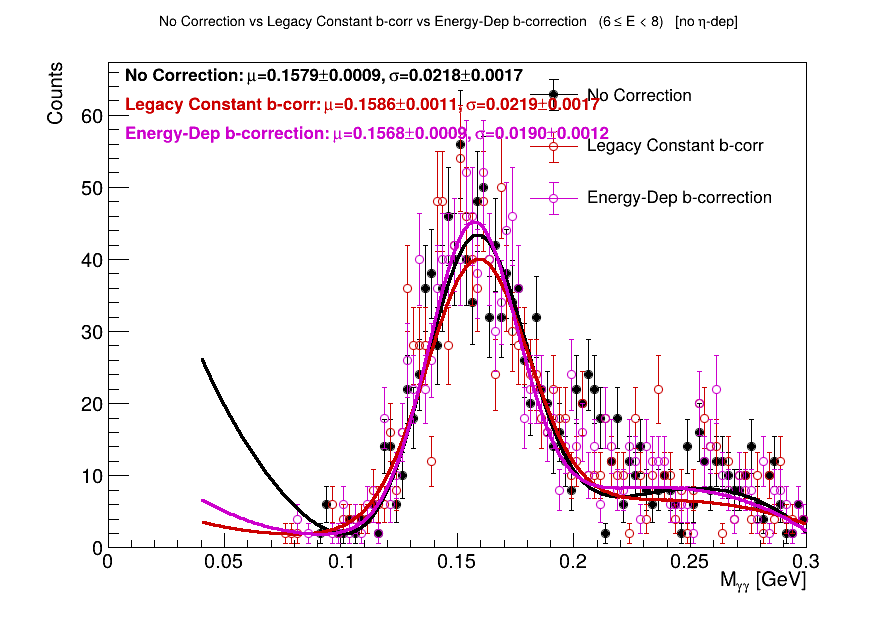 No Correction vs Legacy Constant b-corr vs Energy-Dep b-correction (6 ≤ E < 8) [no η-dep]
Counts
No Correction: μ=0.1579±0.0009, σ=0.0218±0.0017
Legacy Constant b-corr: μ=0.1586±0.0011, σ=0.0219±0.0017
Energy-Dep b-correction: μ=0.1568±0.0009, σ=0.0190±0.0012
No Correction
Legacy Constant b-corr
Energy-Dep b-correction
60
50
40
30
20
10
0
0 0.05 0.1 0.15 0.2 0.25 0.3
Mγγ [GeV]